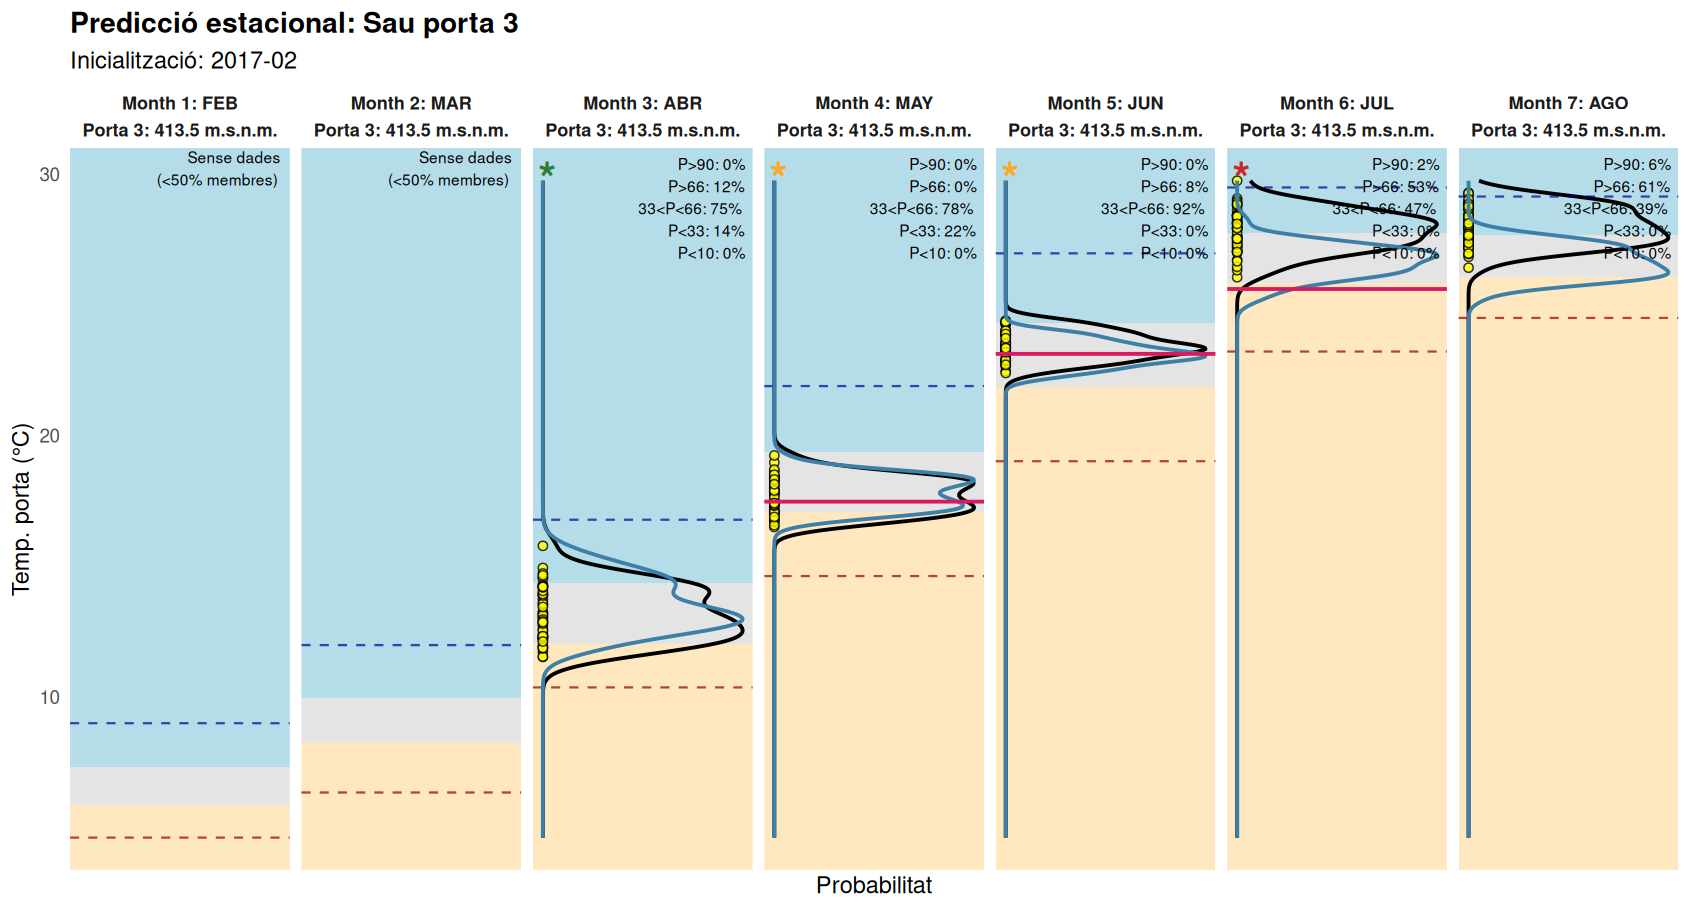 Predicció estacional: Sau porta 3
Inicialització: 2017-02
Month 1: FEB
Porta 3: 413.5 m.s.n.m.
Month 2: MAR
Porta 3: 413.5 m.s.n.m.
Month 3: ABR
Porta 3: 413.5 m.s.n.m.
Month 4: MAY
Porta 3: 413.5 m.s.n.m.
Month 5: JUN
Porta 3: 413.5 m.s.n.m.
Month 6: JUL
Porta 3: 413.5 m.s.n.m.
Month 7: AGO
Porta 3: 413.5 m.s.n.m.
Sense dades
(<50% membres)
Sense dades
(<50% membres)
*
P>90: 0%
P>66: 12%
33<P<66: 75%
P<33: 14%
P<10: 0%
*
P>90: 0%
P>66: 0%
33<P<66: 78%
P<33: 22%
P<10: 0%
*
P>90: 0%
P>66: 8%
33<P<66: 92%
P<33: 0%
P<10: 0%
*
P>90: 2%
P>66: 53%
33<P<66: 47%
P<33: 0%
P<10: 0%
P>90: 6%
P>66: 61%
33<P<66: 39%
P<33: 0%
P<10: 0%
30
20
10
Temp. porta (°C)
Probabilitat